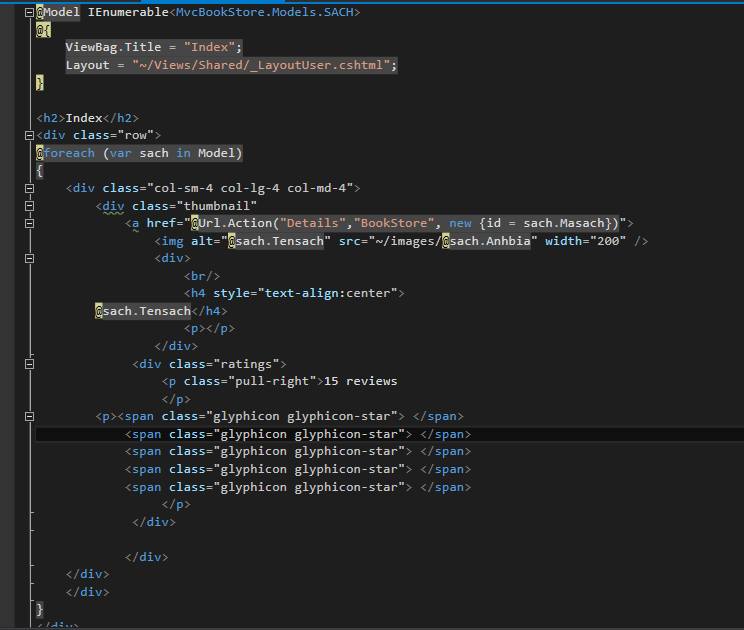 @Model IEnumerable<MvcBookStore.Models.SACH>
@{
    ViewBag.Title = "Index";
    Layout = "~/Views/Shared/_LayoutUser.cshtml";
}
<h2>Index</h2>
<div class="row">
@foreach (var sach in Model)
{
    <div class="col-sm-4 col-lg-4 col-md-4">
        <div class="thumbnail"
            <a href="@Url.Action("Details","BookStore", new {id = sach.Masach})">
                <img alt="@sach.Tensach" src="~/images/@sach.Anhbia" width="200" />
                <div>
                    <br/>
                    <h4 style="text-align:center">
        @sach.Tensach</h4>
                    <p></p>
                </div>
             <div class="ratings">
                 <p class="pull-right">15 reviews
                 </p>
        <p><span class="glyphicon glyphicon-star"> </span>
            <span class="glyphicon glyphicon-star"> </span>
            <span class="glyphicon glyphicon-star"> </span>
            <span class="glyphicon glyphicon-star"> </span>
            <span class="glyphicon glyphicon-star"> </span>
                 </p>
             </div>
            </div>
    </div>
    </div>
}
</div>